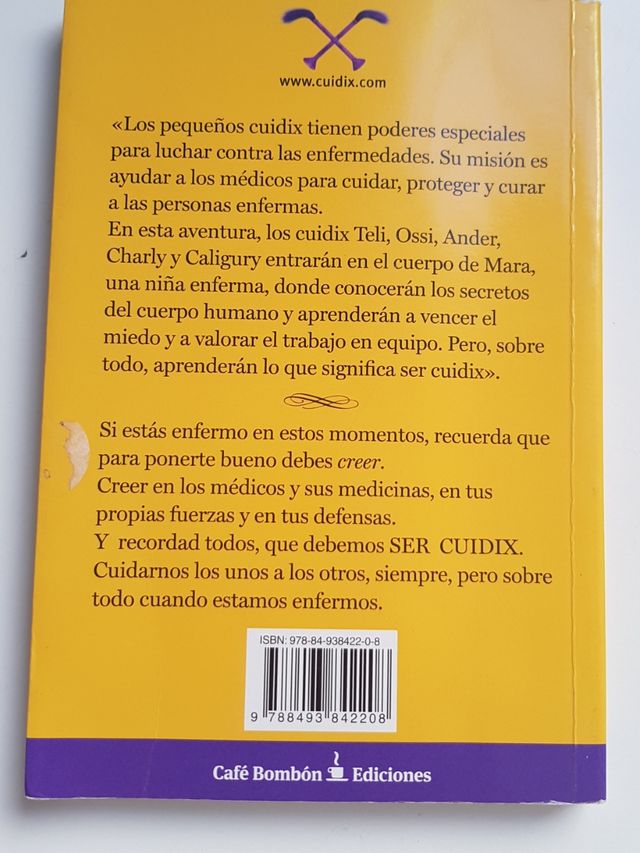 www.cuidix.com
«Los pequeños cuidix tienen poderes especiales
para luchar contra las enfermedades. Su misión es
ayudar a los médicos para cuidar, proteger y curar
a las personas enfermas.
En esta aventura, los cuidix Teli, Ossi, Ander,
Charly y Caligury entrarán en el cuerpo de Mara,
una niña enferma, donde conocerán los secretos
del cuerpo humano y aprenderán a vencer el
miedo y a valorar el trabajo en equipo. Pero, sobre
todo, aprenderán lo que significa ser cuidix».
Si estás enfermo en estos momentos, recuerda que
para ponerte bueno debes creer.
Creer en los médicos y sus medicinas, en tus
propias fuerzas y en tus defensas.
Y recordad todos, que debemos SER CUIDIX.
Cuidarnos los unos a los otros, siempre, pero sobre
todo cuando estamos enfermos.
ISBN: 978-84-938422-0-8
9 788493 842208
Café Bombón Ediciones